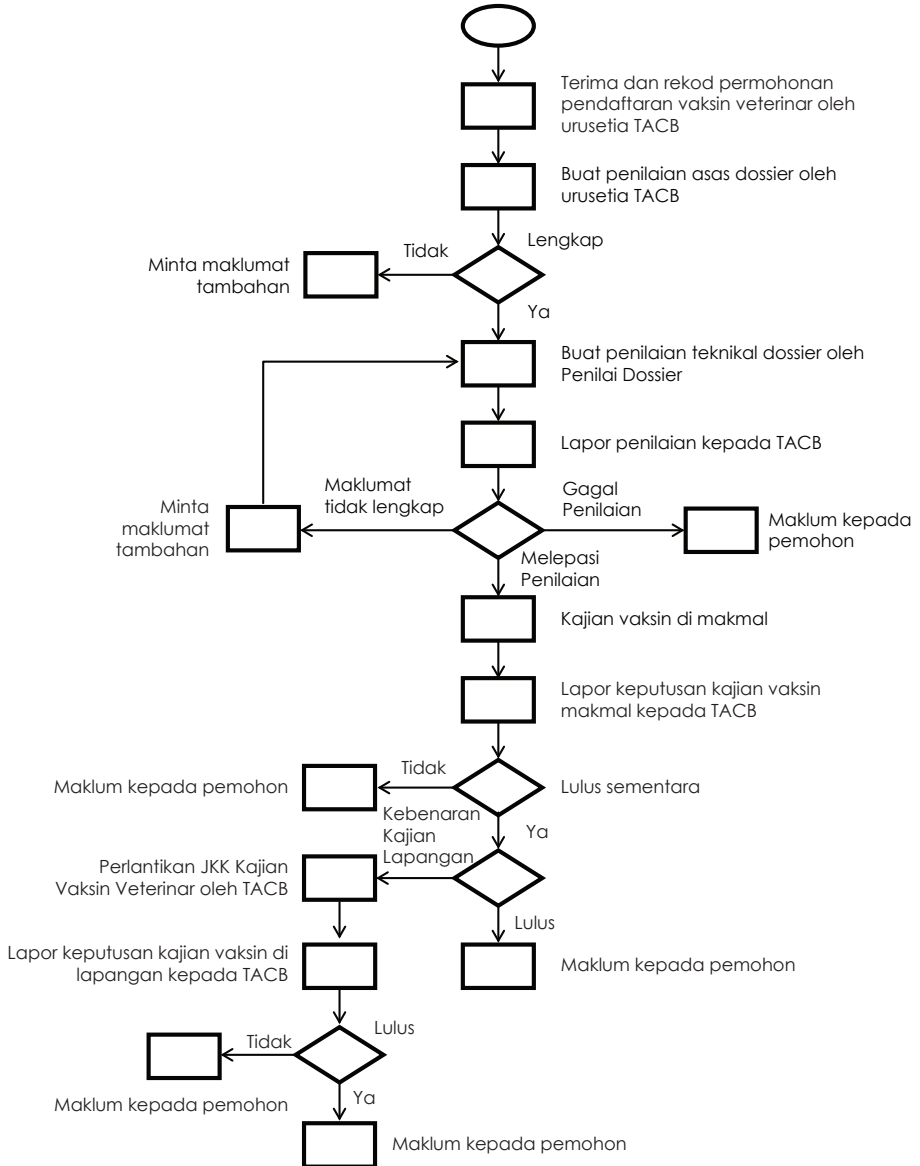 Terima dan rekod permohonan
pendaftaran vaksin veterinar oleh
urusetia TACB
Buat penilaian asas dossier oleh
urusetia TACB
Lengkap
Tidak
Minta maklumat
tambahan
Ya
Buat penilaian teknikal dossier oleh
Penilai Dossier
Lapor penilaian kepada TACB
Maklumat
tidak lengkap
Gagal
Penilaian
Minta
maklumat
tambahan
Maklum kepada
pemohon
Melepasi
Penilaian
Kajian vaksin di makmal
Lapor keputusan kajian vaksin
makmal kepada TACB
Tidak
Maklum kepada pemohon
Lulus sementara
Kebenaran
Kajian
Lapangan
Ya
Perlantikan JKK Kajian
Vaksin Veterinar oleh TACB
Lulus
Maklum kepada pemohon
Lapor keputusan kajian vaksin di
lapangan kepada TACB
Lulus
Tidak
Maklum kepada pemohon
Ya
Maklum kepada pemohon